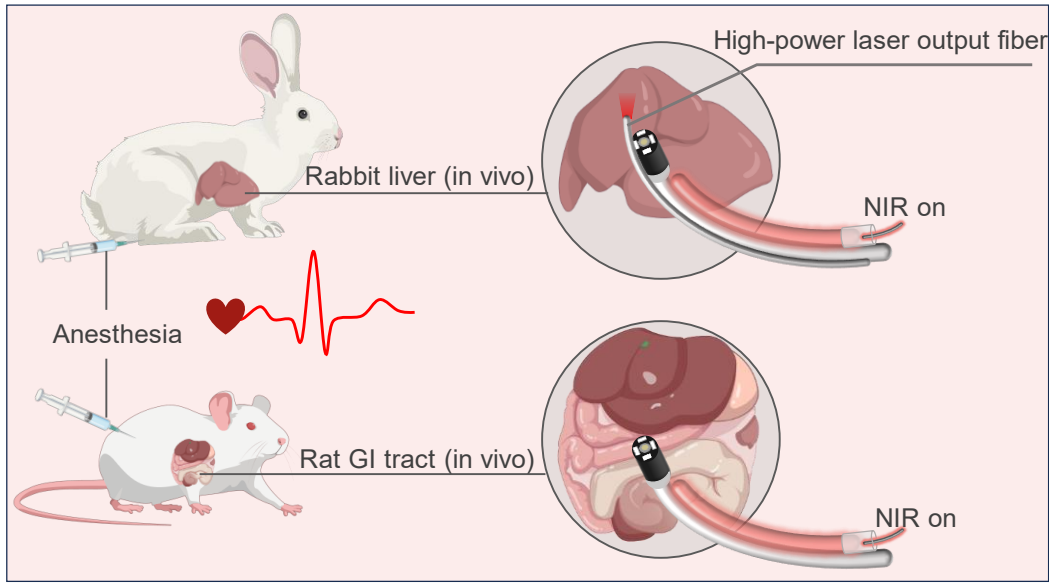 High-power laser output fiber
Rabbit liver (in vivo)
NIR on
Anesthesia
Rat GI tract (in vivo)
NIR on